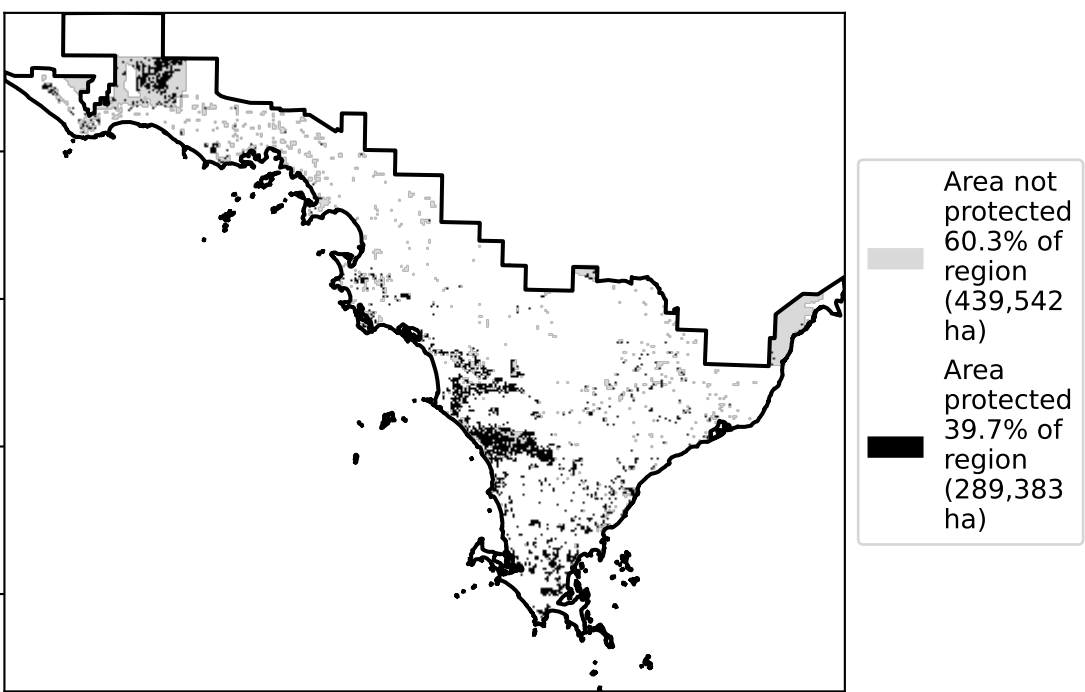 Area not
protected
60.3% of
region
(439,542
ha)
Area
protected
39.7% of
region
(289,383
ha)